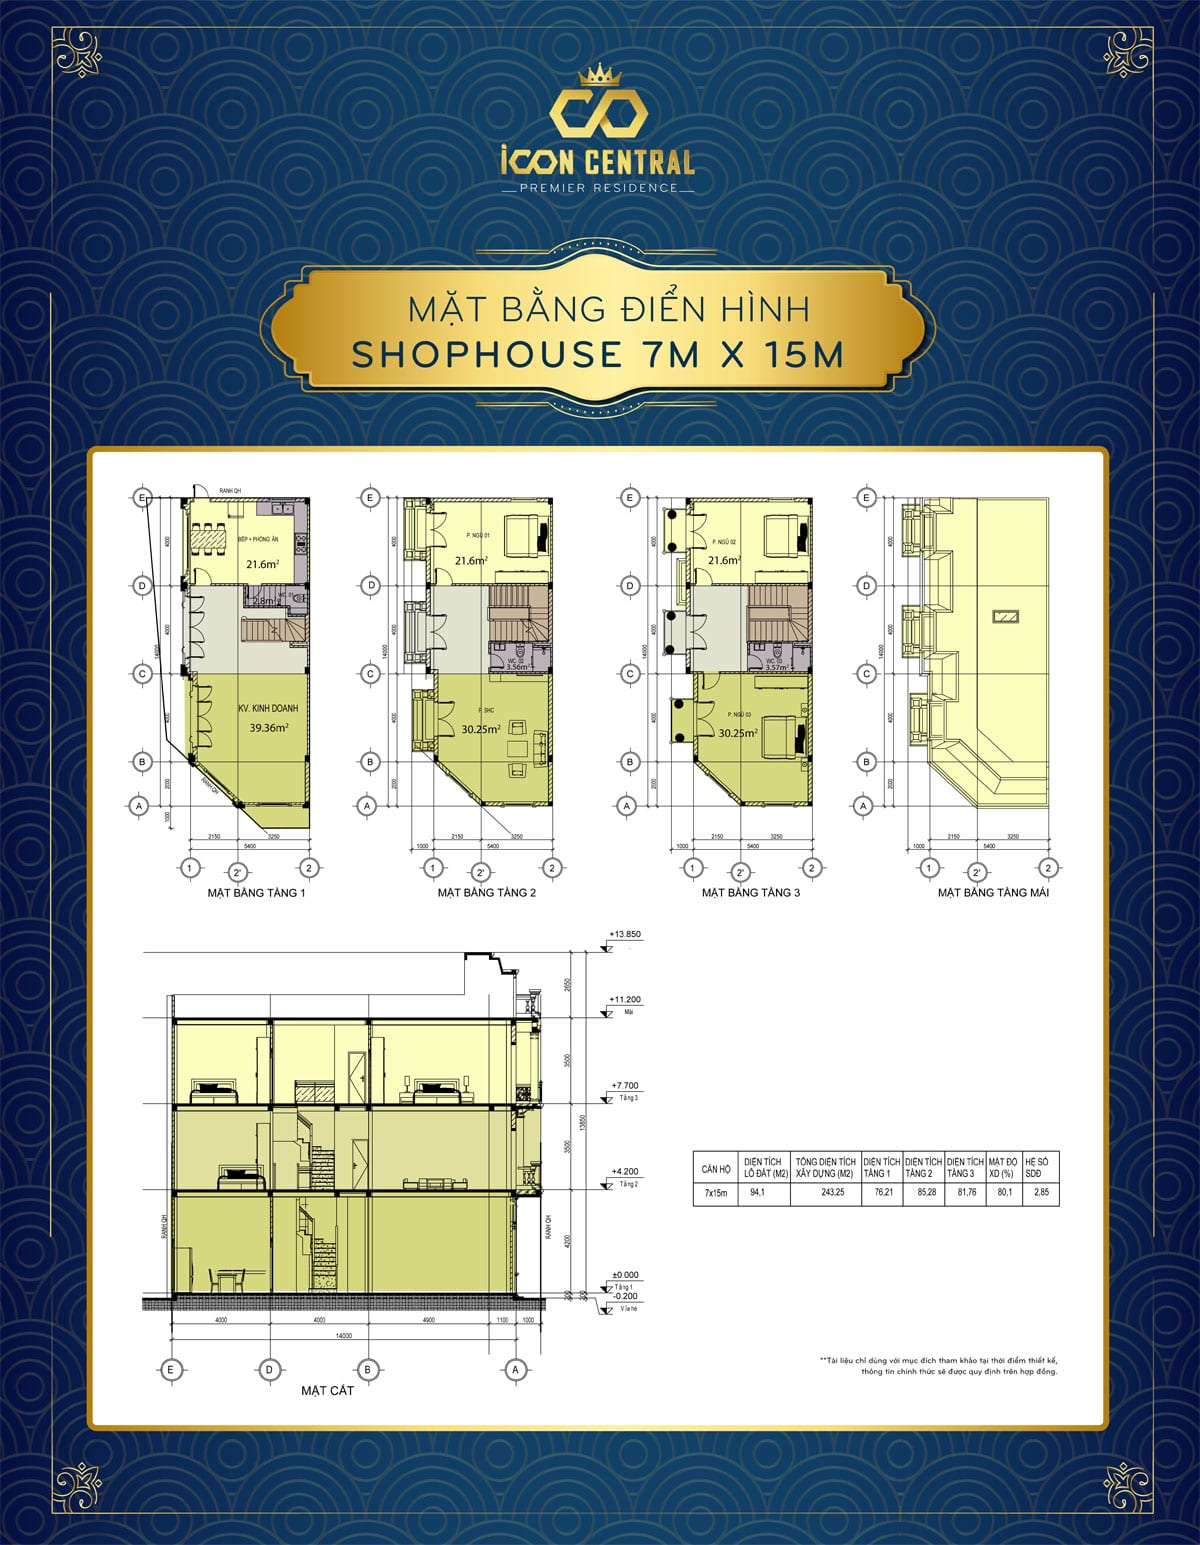 ICON CENTRAL
PREMIER RESIDENCE
MẶT BẰNG ĐIỂN HÌNH
SHOPHOUSE 7M X 15M
E
D
C
B
A
RANH QH
BẾP + PHÒNG ĂN
21.6m²
WC. 01
2.8m²
KV. KINH DOANH
39.36m²
RANH QH
4000
4000
4000
2000
1000
14000
2150
3250
5400
1
2'
2
MẶT BẰNG TẦNG 1
E
D
C
B
A
P. NGỦ 01
21.6m²
WC. 02
3.56m²
P. SHC
30.25m²
4000
4000
4000
2000
14000
2150
3250
1000
5400
1
2'
2
MẶT BẰNG TẦNG 2
E
D
C
B
A
P. NGỦ 02
21.6m²
WC. 03
3.57m²
P. NGỦ 03
30.25m²
4000
4000
4000
2000
14000
2150
3250
1000
5400
1
2'
2
MẶT BẰNG TẦNG 3
E
D
C
B
A
4000
4000
4000
2000
14000
2150
3250
1000
5400
1
2'
2
MẶT BẰNG TẦNG MÁI
+13.850
+11.200
Mái
+7.700
Tầng 3
+4.200
Tầng 2
±0.000
Tầng 1
-0.200
Vỉa hè
2650
3500
3500
4200
13850
RANH QH
RANH QH
4000
4000
4900
1100
1000
14000
E
D
B
A
MẶT CẮT
CĂN HỘ
DIỆN TÍCH LÔ ĐẤT (M2)
TỔNG DIỆN TÍCH XÂY DỰNG (M2)
DIỆN TÍCH TẦNG 1
DIỆN TÍCH TẦNG 2
DIỆN TÍCH TẦNG 3
MẬT ĐỘ XD (%)
HỆ SỐ SDĐ
7x15m
94,1
243,25
76,21
85,28
81,76
80,1
2,85
**Tài liệu chỉ dùng với mục đích tham khảo tại thời điểm thiết kế,
thông tin chính thức sẽ được quy định trên hợp đồng.